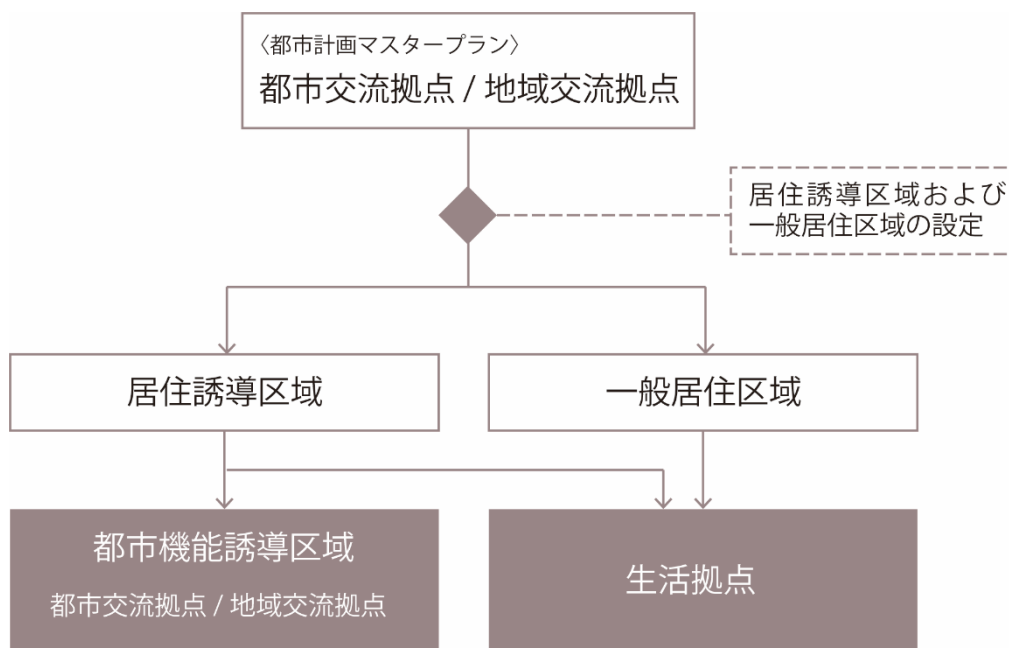 〈都市計画マスタープラン〉
都市交流拠点 / 地域交流拠点
居住誘導区域および
一般居住区域の設定
居住誘導区域
一般居住区域
都市機能誘導区域
都市交流拠点 / 地域交流拠点
生活拠点